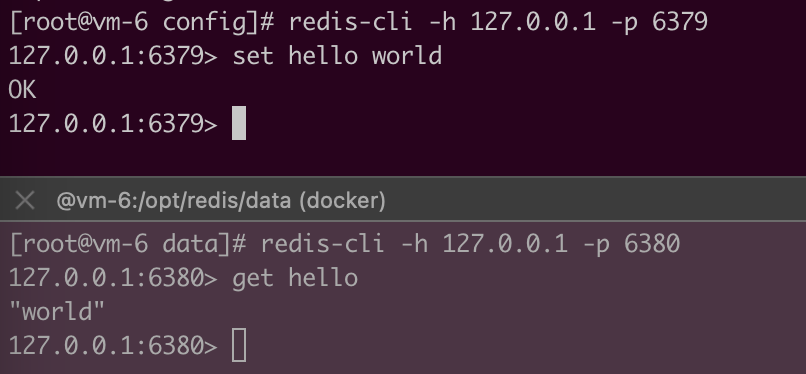 [root@vm-6 config]# redis-cli -h 127.0.0.1 -p 6379
127.0.0.1:6379> set hello world
OK
127.0.0.1:6379>
@vm-6:/opt/redis/data (docker)
[root@vm-6 data]# redis-cli -h 127.0.0.1 -p 6380
127.0.0.1:6380> get hello
"world"
127.0.0.1:6380>